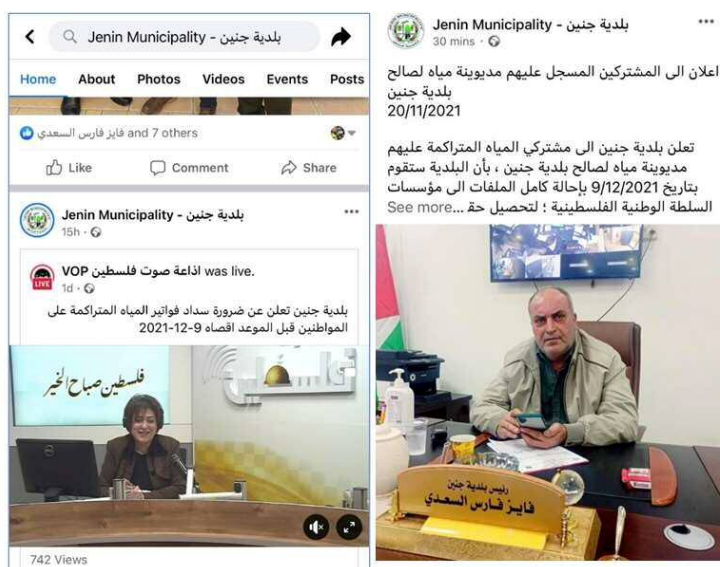 Jenin Municipality - بلدية جنين
Home About Photos Videos Events Posts
فايز فارس السعدي and 7 others
Like Comment Share
Jenin Municipality - بلدية جنين
15h
VOP اذاعة صوت فلسطين was live.
LIVE
1d
بلدية جنين تعلن عن ضرورة سداد فواتير المياه المتراكمة على
المواطنين قبل الموعد اقصاه 9-12-2021
فلسطين صباح الخير
742 Views
Jenin Municipality - بلدية جنين
30 mins
اعلان الى المشتركين المسجل عليهم مديوينة مياه لصالح
بلدية جنين
20/11/2021
تعلن بلدية جنين الى مشتركي المياه المتراكمة عليهم
مديوينة مياه لصالح بلدية جنين ، بأن البلدية ستقوم
بتاريخ 9/12/2021 بإحالة كامل الملفات الى مؤسسات
السلطة الوطنية الفلسطينية ؛ لتحصيل حقـ... See more
رئيس بلدية جنين
فايز فارس السعدي